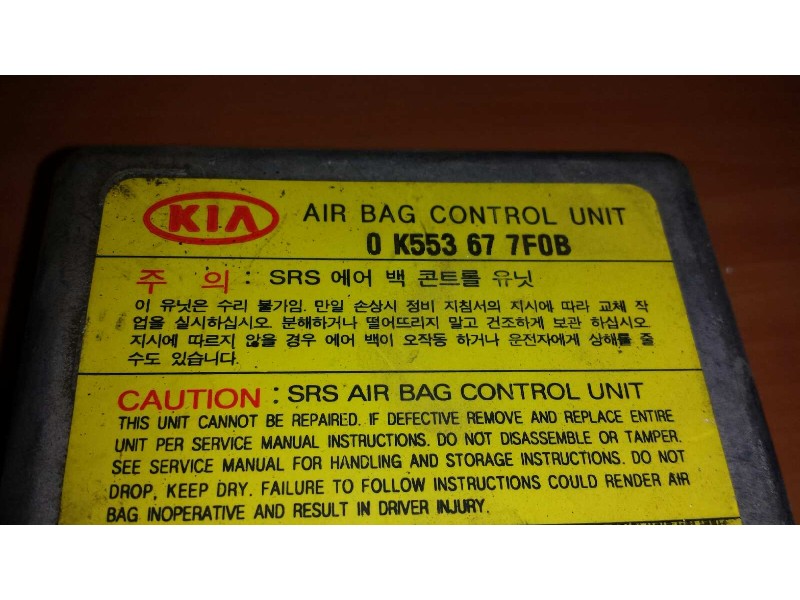 KIA AIR BAG CONTROL UNIT
0 K553 67 7F0B
주 의 : SRS 에어 백 콘트롤 유닛
이 유닛은 수리 불가임. 만일 손상시 정비 지침서의 지시에 따라 교체 작
업을 실시하십시오. 분해하거나 떨어뜨리지 말고 건조하게 보관 하십시오.
지시에 따르지 않을 경우 에어 백이 오작동 하거나 운전자에게 상해를 줄
수도 있습니다.
CAUTION : SRS AIR BAG CONTROL UNIT
THIS UNIT CANNOT BE REPAIRED. IF DEFECTIVE REMOVE AND REPLACE ENTIRE
UNIT PER SERVICE MANUAL INSTRUCTIONS. DO NOT DISASSEMBLE OR TAMPER.
SEE SERVICE MANUAL FOR HANDLING AND STORAGE INSTRUCTIONS. DO NOT
DROP, KEEP DRY. FAILURE TO FOLLOW INSTRUCTIONS COULD RENDER AIR
BAG INOPERATIVE AND RESULT IN DRIVER INJURY.